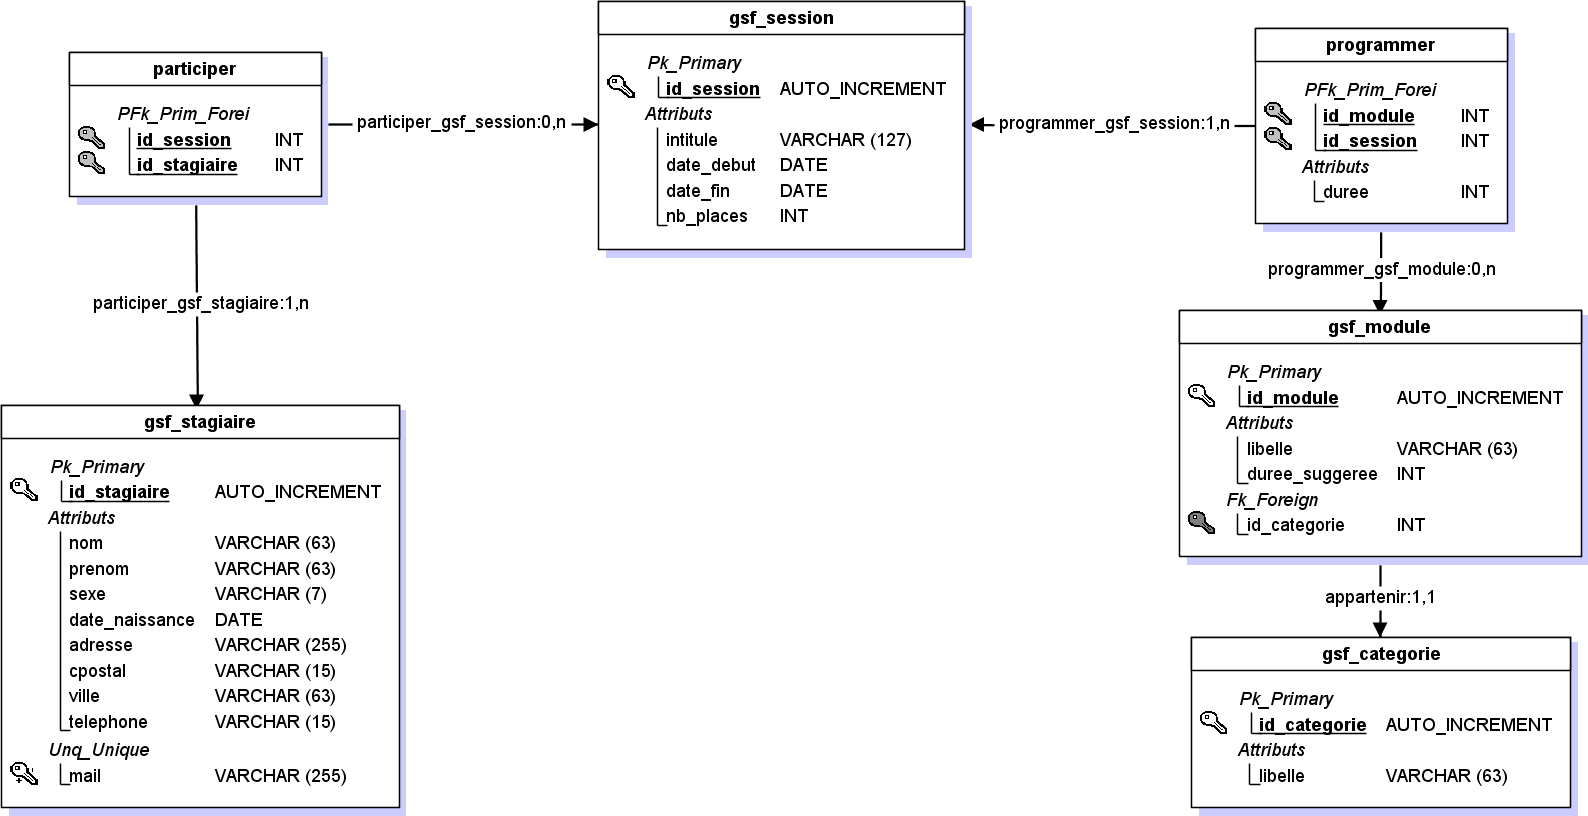 participer
PFk_Prim_Forei
id_session INT
id_stagiaire INT
participer_gsf_session:0,n
gsf_session
Pk_Primary
id_session AUTO_INCREMENT
Attributs
intitule VARCHAR (127)
date_debut DATE
date_fin DATE
nb_places INT
programmer_gsf_session:1,n
programmer
PFk_Prim_Forei
id_module INT
id_session INT
Attributs
duree INT
participer_gsf_stagiaire:1,n
programmer_gsf_module:0,n
gsf_stagiaire
Pk_Primary
id_stagiaire AUTO_INCREMENT
Attributs
nom VARCHAR (63)
prenom VARCHAR (63)
sexe VARCHAR (7)
date_naissance DATE
adresse VARCHAR (255)
cpostal VARCHAR (15)
ville VARCHAR (63)
telephone VARCHAR (15)
Unq_Unique
mail VARCHAR (255)
gsf_module
Pk_Primary
id_module AUTO_INCREMENT
Attributs
libelle VARCHAR (63)
duree_suggeree INT
Fk_Foreign
id_categorie INT
appartenir:1,1
gsf_categorie
Pk_Primary
id_categorie AUTO_INCREMENT
Attributs
libelle VARCHAR (63)